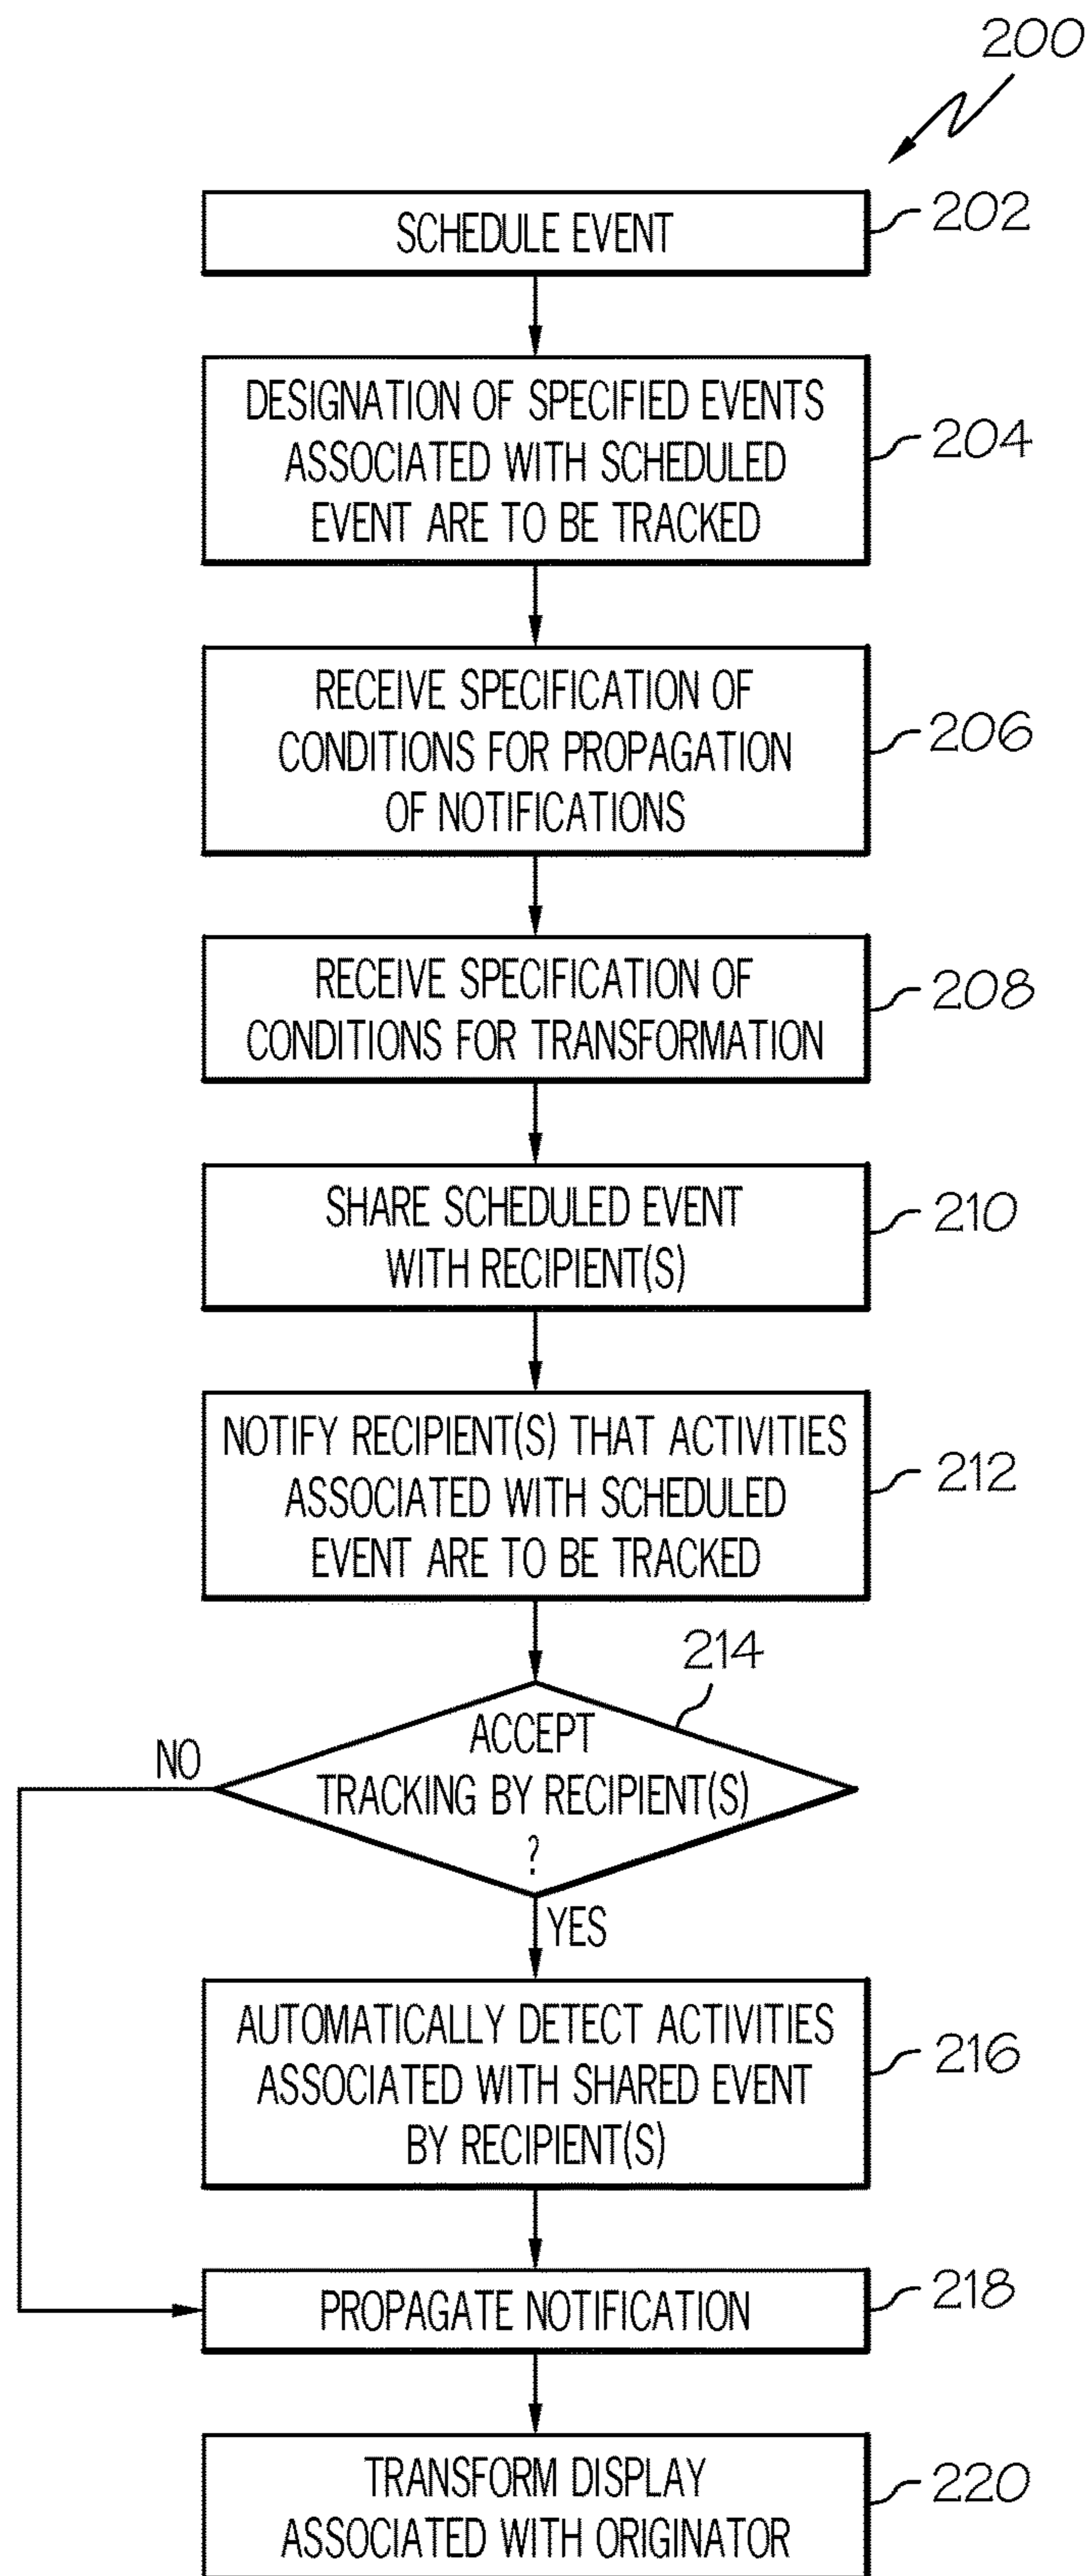 200
SCHEDULE EVENT
202
DESIGNATION OF SPECIFIED EVENTS
ASSOCIATED WITH SCHEDULED
EVENT ARE TO BE TRACKED
204
RECEIVE SPECIFICATION OF
CONDITIONS FOR PROPAGATION
OF NOTIFICATIONS
206
RECEIVE SPECIFICATION OF
CONDITIONS FOR TRANSFORMATION
208
SHARE SCHEDULED EVENT
WITH RECIPIENT(S)
210
NOTIFY RECIPIENT(S) THAT ACTIVITIES
ASSOCIATED WITH SCHEDULED
EVENT ARE TO BE TRACKED
212
214
ACCEPT
TRACKING BY RECIPIENT(S)
?
NO
YES
AUTOMATICALLY DETECT ACTIVITIES
ASSOCIATED WITH SHARED EVENT
BY RECIPIENT(S)
216
PROPAGATE NOTIFICATION
218
TRANSFORM DISPLAY
ASSOCIATED WITH ORIGINATOR
220